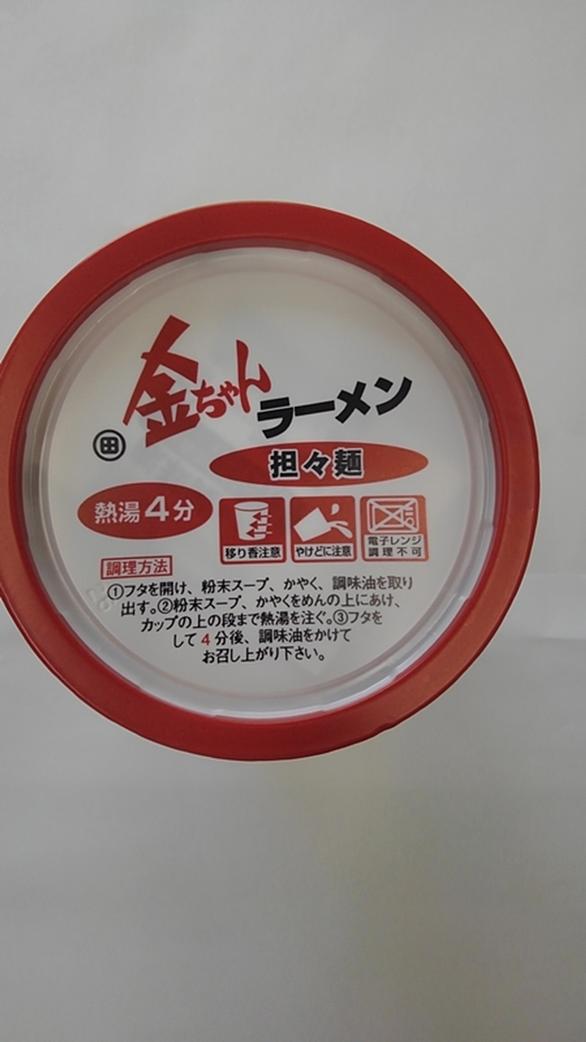 金ちゃん
ラーメン
田
担々麺
熱湯4分
移り香注意
やけどに注意
電子レンジ
調理不可
調理方法
①フタを開け、粉末スープ、かやく、調味油を取り
出す。②粉末スープ、かやくをめんの上にあけ、
カップの上の段まで熱湯を注ぐ。③フタを
して4分後、調味油をかけて
お召し上がり下さい。